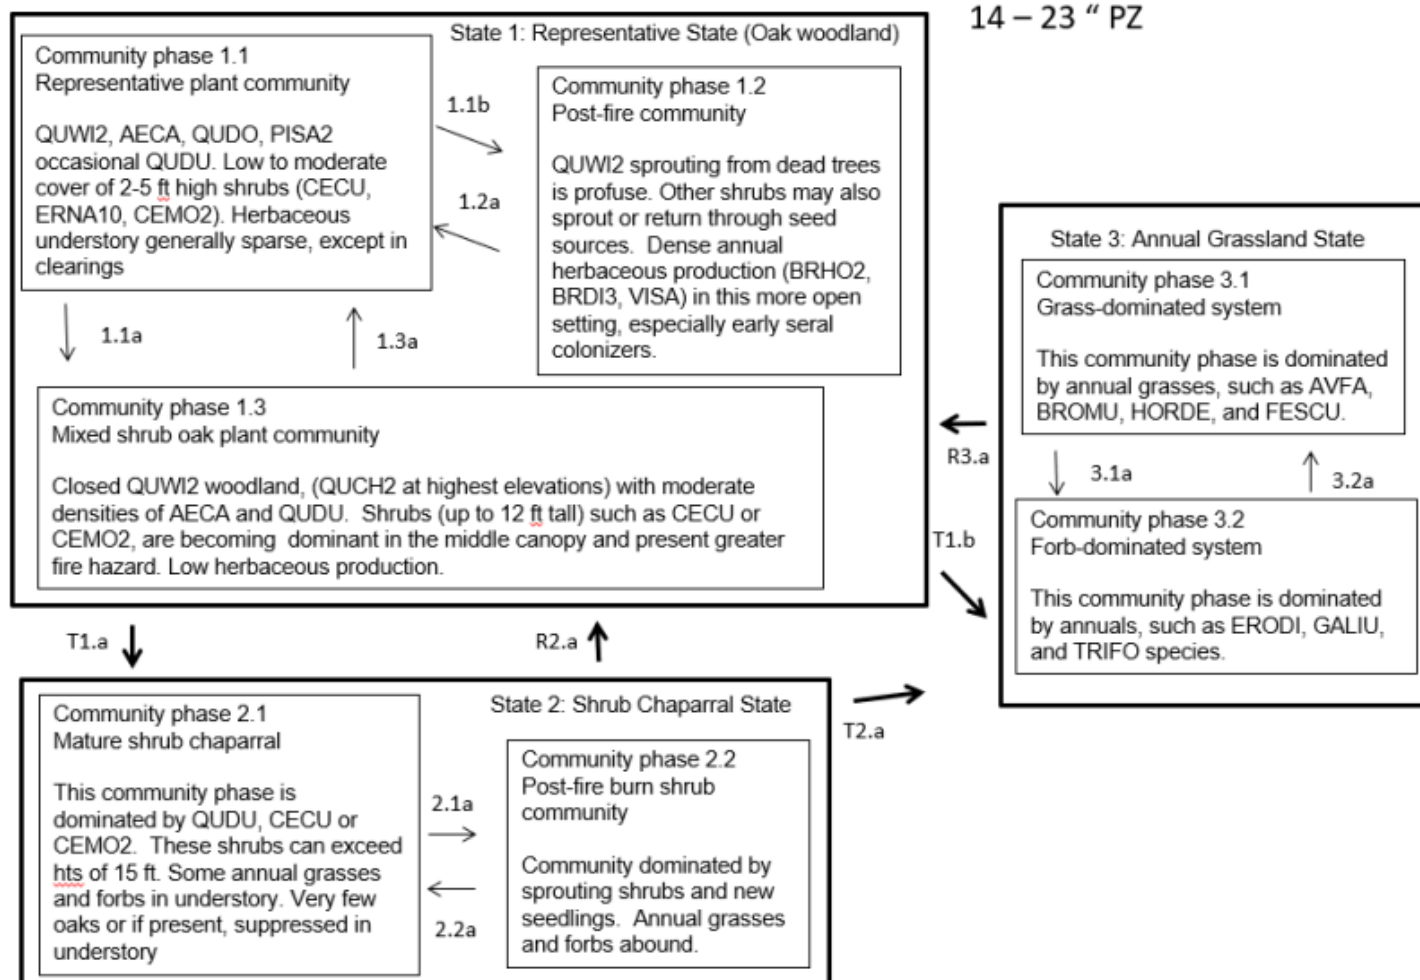 14 – 23 “ PZ
State 1: Representative State (Oak woodland)
Community phase 1.1
Representative plant community
QUWI2, AECA, QUDO, PISA2
occasional QUDU. Low to moderate
cover of 2-5 ft high shrubs (CECU,
ERNA10, CEMO2). Herbaceous
understory generally sparse, except in
clearings
1.1b
1.2a
Community phase 1.2
Post-fire community
QUWI2 sprouting from dead trees
is profuse. Other shrubs may also
sprout or return through seed
sources. Dense annual
herbaceous production (BRHO2,
BRDI3, VISA) in this more open
setting, especially early seral
colonizers.
1.1a
1.3a
Community phase 1.3
Mixed shrub oak plant community
Closed QUWI2 woodland, (QUCH2 at highest elevations) with moderate
densities of AECA and QUDU. Shrubs (up to 12 ft tall) such as CECU or
CEMO2, are becoming dominant in the middle canopy and present greater
fire hazard. Low herbaceous production.
State 3: Annual Grassland State
Community phase 3.1
Grass-dominated system
This community phase is dominated
by annual grasses, such as AVFA,
BROMU, HORDE, and FESCU.
R3.a
3.1a
3.2a
T1.b
Community phase 3.2
Forb-dominated system
This community phase is dominated
by annuals, such as ERODI, GALIU,
and TRIFO species.
T1.a
R2.a
State 2: Shrub Chaparral State
T2.a
Community phase 2.1
Mature shrub chaparral
This community phase is
dominated by QUDU, CECU or
CEMO2. These shrubs can exceed
hts of 15 ft. Some annual grasses
and forbs in understory. Very few
oaks or if present, suppressed in
understory
2.1a
2.2a
Community phase 2.2
Post-fire burn shrub
community
Community dominated by
sprouting shrubs and new
seedlings. Annual grasses
and forbs abound.